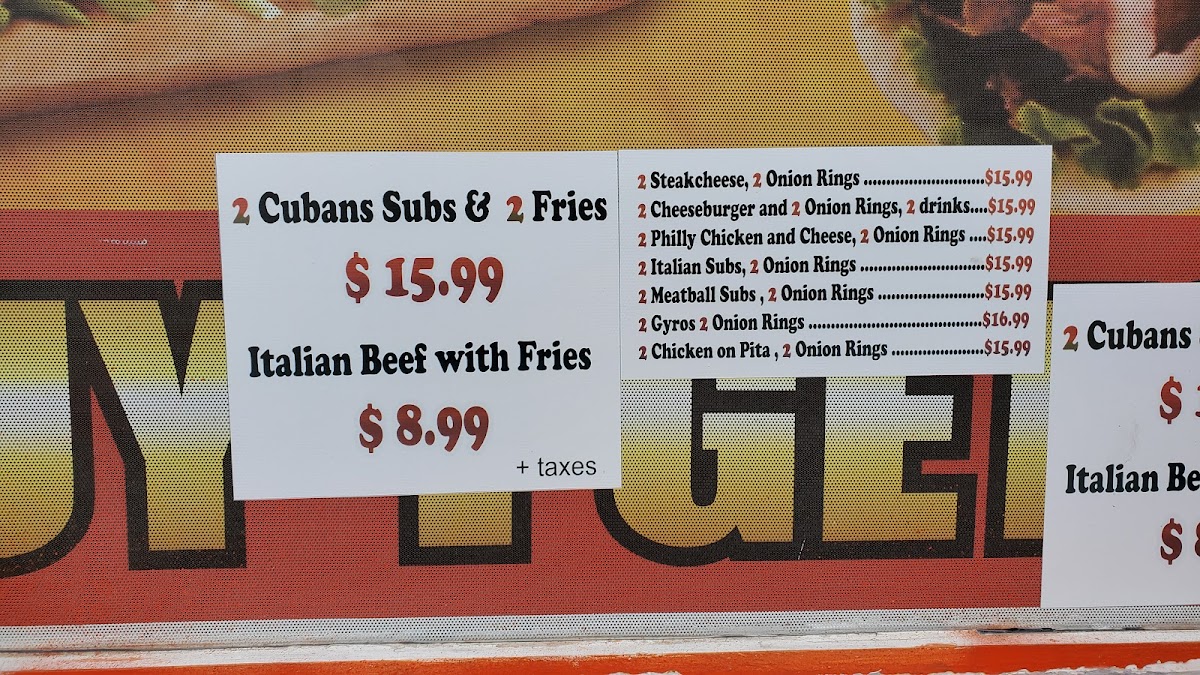 2 Cubans Subs & 2 Fries
$ 15.99
Italian Beef with Fries
$ 8.99
+ taxes
2 Steakcheese, 2 Onion Rings ............................$15.99
2 Cheeseburger and 2 Onion Rings, 2 drinks....$15.99
2 Philly Chicken and Cheese, 2 Onion Rings ....$15.99
2 Italian Subs, 2 Onion Rings .............................$15.99
2 Meatball Subs , 2 Onion Rings .........................$15.99
2 Gyros 2 Onion Rings ........................................$16.99
2 Chicken on Pita , 2 Onion Rings ......................$15.99
2 Cubans
$
Italian Be
$ 8